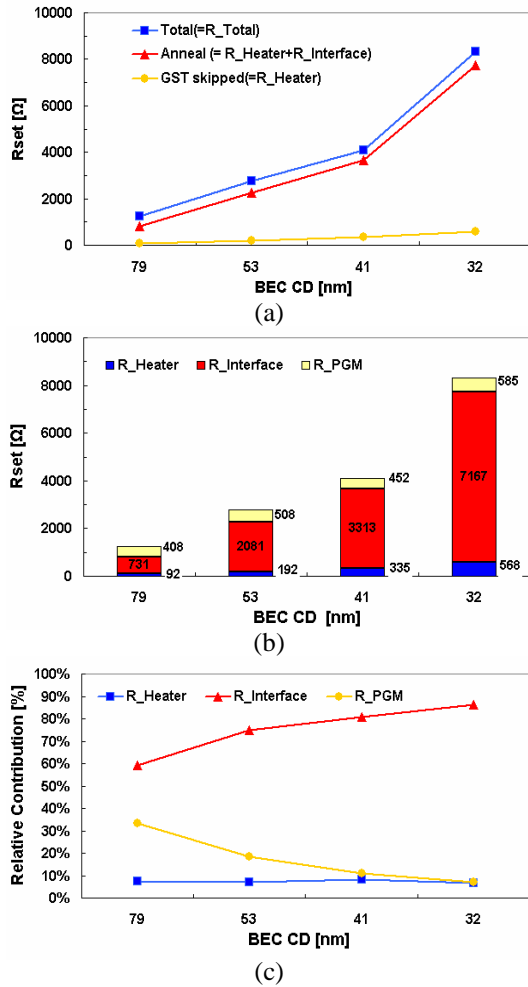 Total(=R_Total)
Anneal (= R_Heater+R_Interface)
GST skipped(=R_Heater)
Rset [Ω]
10000
8000
6000
4000
2000
0
79 53 41 32
BEC CD [nm]
(a)
R_Heater R_Interface R_PGM
Rset [Ω]
10000
8000
6000
4000
2000
0
408
731
92
508
2081
192
452
3313
335
585
7167
568
79 53 41 32
BEC CD [nm]
(b)
R_Heater R_Interface R_PGM
Relative Contribution [%]
100%
90%
80%
70%
60%
50%
40%
30%
20%
10%
0%
79 53 41 32
BEC CD [nm]
(c)